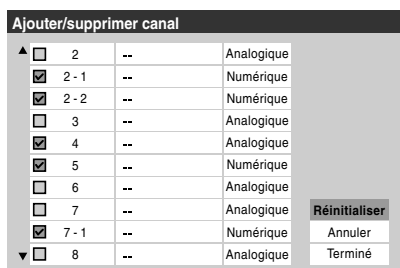 Ajouter/supprimer canal
2 -- Analogique
2 - 1 -- Numérique
2 - 2 -- Numérique
3 -- Analogique
4 -- Analogique
5 -- Numérique
6 -- Analogique
7 -- Analogique Réinitialiser
7 - 1 -- Numérique Annuler
8 -- Analogique Terminé